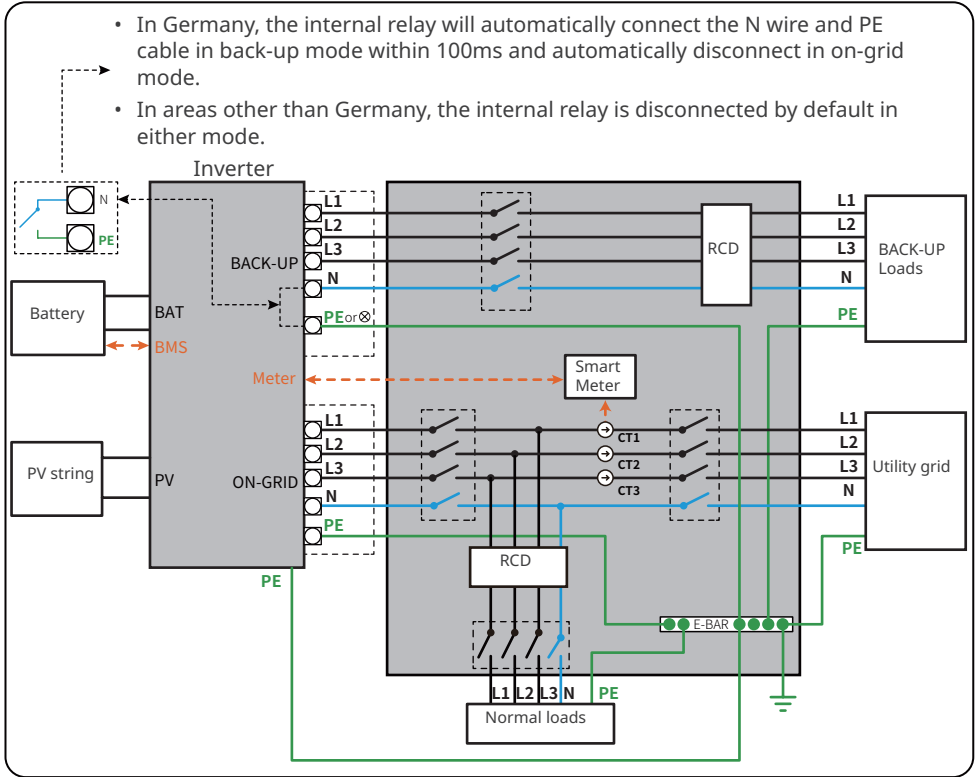 • In Germany, the internal relay will automatically connect the N wire and PE
cable in back-up mode within 100ms and automatically disconnect in on-grid
mode.
• In areas other than Germany, the internal relay is disconnected by default in
either mode.
Inverter
N
PE
Battery
BAT
BMS
PV string
PV
BACK-UP
L1
L2
L3
N
PE or ⊗
RCD
L1
L2
L3
N
PE
BACK-UP
Loads
Meter
Smart
Meter
ON-GRID
L1
L2
L3
N
PE
CT1
CT2
CT3
L1
L2
L3
N
PE
Utility grid
RCD
PE
E-BAR
L1 L2 L3 N PE
Normal loads